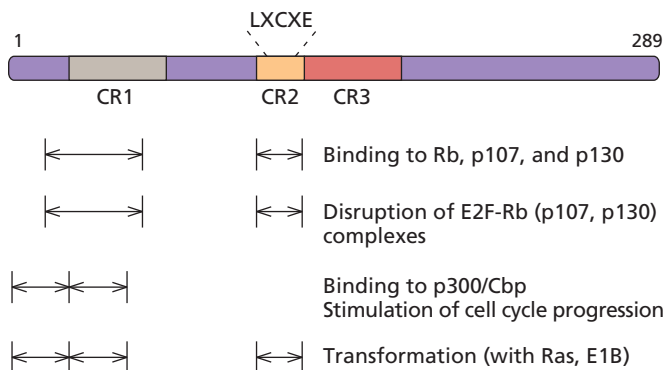 LXCXE
1 289
CR1 CR2 CR3
Binding to Rb, p107, and p130
Disruption of E2F-Rb (p107, p130)
complexes
Binding to p300/Cbp
Stimulation of cell cycle progression
Transformation (with Ras, E1B)